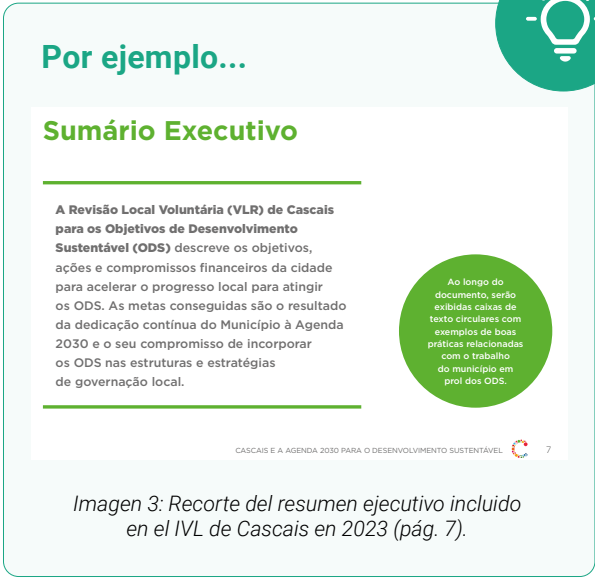 Por ejemplo...
Sumário Executivo
A Revisão Local Voluntária (VLR) de Cascais
para os Objetivos de Desenvolvimento
Sustentável (ODS) descreve os objetivos,
ações e compromissos financeiros da cidade
para acelerar o progresso local para atingir
os ODS. As metas conseguidas são o resultado
da dedicação contínua do Município à Agenda
2030 e o seu compromisso de incorporar
os ODS nas estruturas e estratégias
de governação local.
Ao longo do
documento, serão
exibidas caixas de
texto circulares com
exemplos de boas
práticas relacionadas
com o trabalho
do município em
prol dos ODS.
CASCAIS E A AGENDA 2030 PARA O DESENVOLVIMENTO SUSTENTÁVEL 7
Imagen 3: Recorte del resumen ejecutivo incluido
en el IVL de Cascais en 2023 (pág. 7).